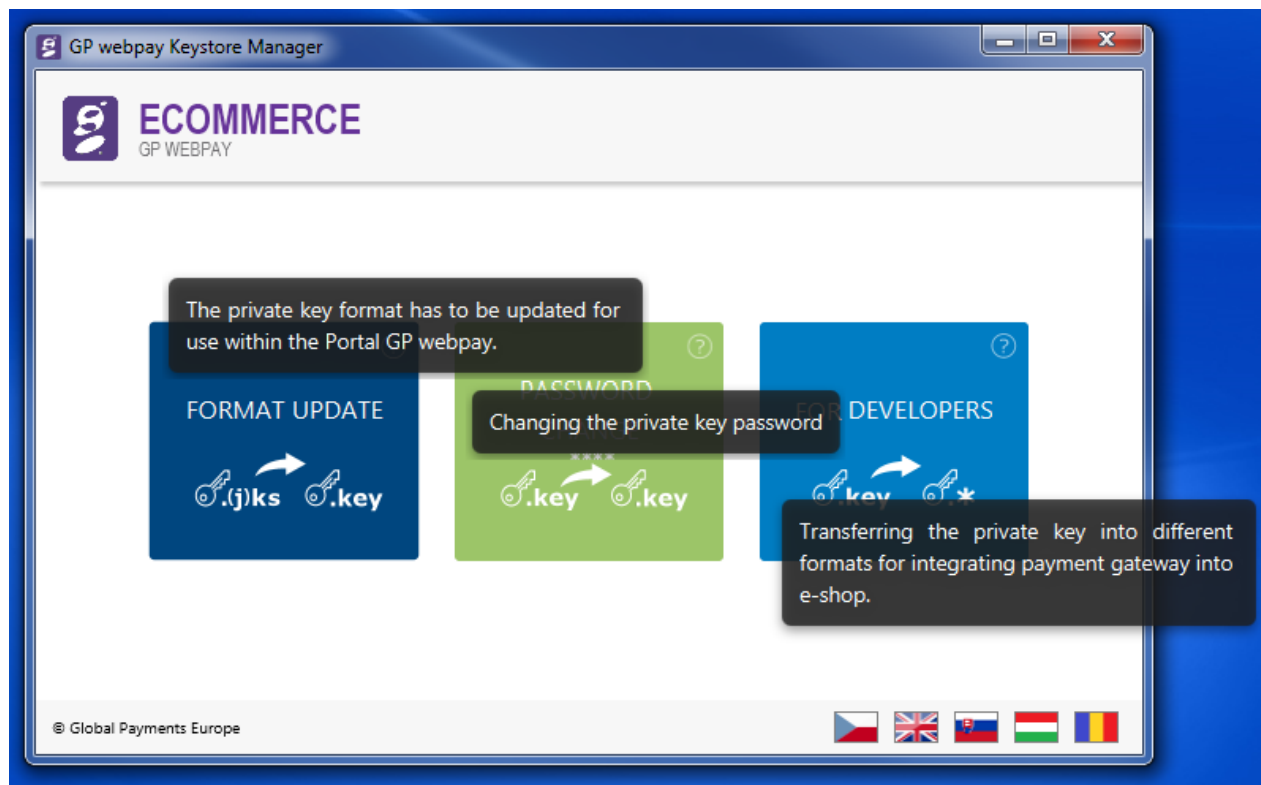 GP webpay Keystore Manager
ECOMMERCE
GP WEBPAY
The private key format has to be updated for
use within the Portal GP webpay.
?
?
FORMAT UPDATE
PASSWORD
Changing the private key password
FOR DEVELOPERS
CHANGE
****
.(j)ks .key
.key .key
.key .*
Transferring the private key into different
formats for integrating payment gateway into
e-shop.
© Global Payments Europe